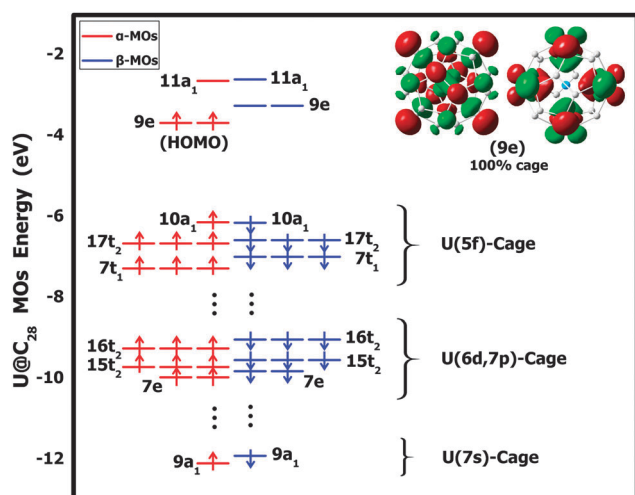 α-MOs
β-MOs
U@C₂₈ MOs Energy (eV)
-2
-4
-6
-8
-10
-12
11a₁
11a₁
9e
9e
(HOMO)
(9e)
100% cage
10a₁
10a₁
17t₂
17t₂
7t₁
7t₁
U(5f)-Cage
16t₂
16t₂
15t₂
15t₂
7e
7e
U(6d,7p)-Cage
9a₁
9a₁
U(7s)-Cage